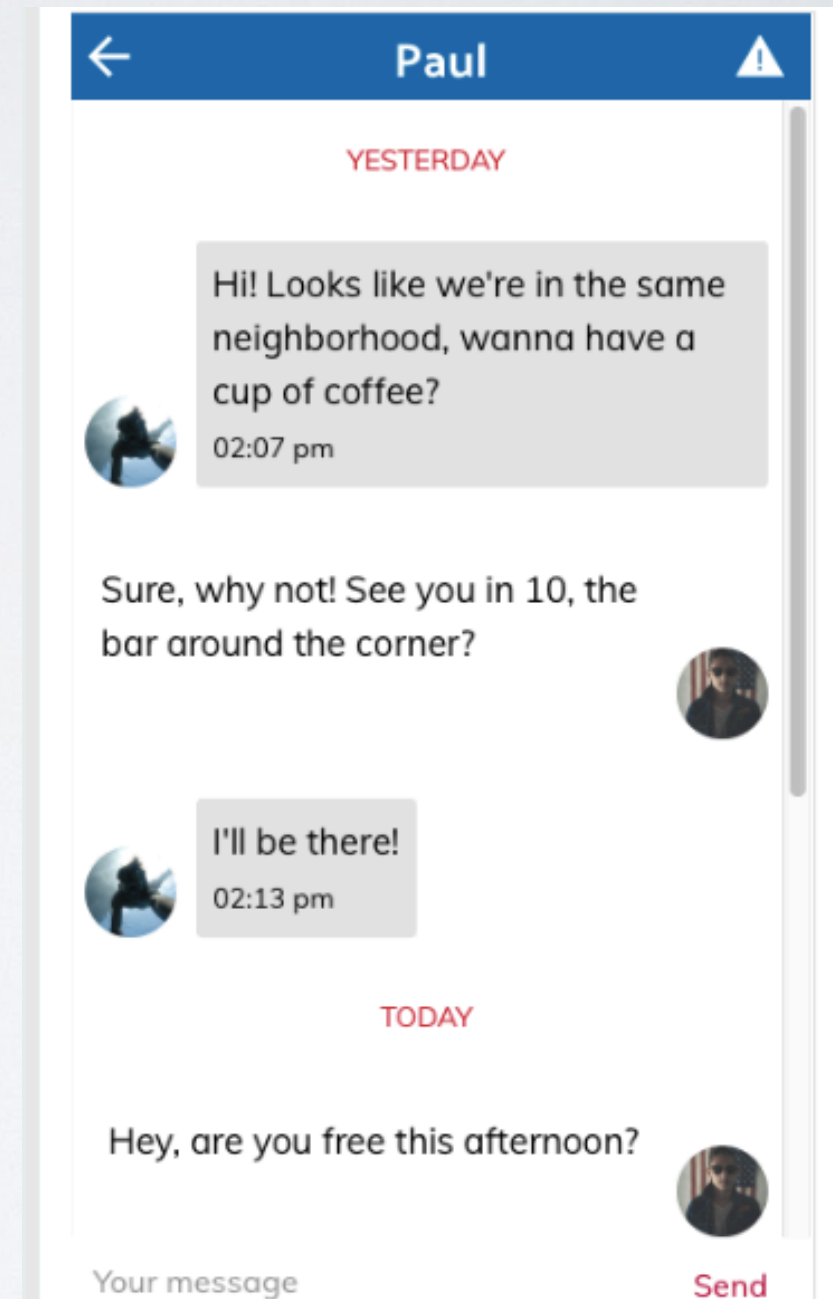 Paul
YESTERDAY
Hi! Looks like we're in the same
neighborhood, wanna have a
cup of coffee?
02:07 pm
Sure, why not! See you in 10, the
bar around the corner?
I'll be there!
02:13 pm
TODAY
Hey, are you free this afternoon?
Your message
Send